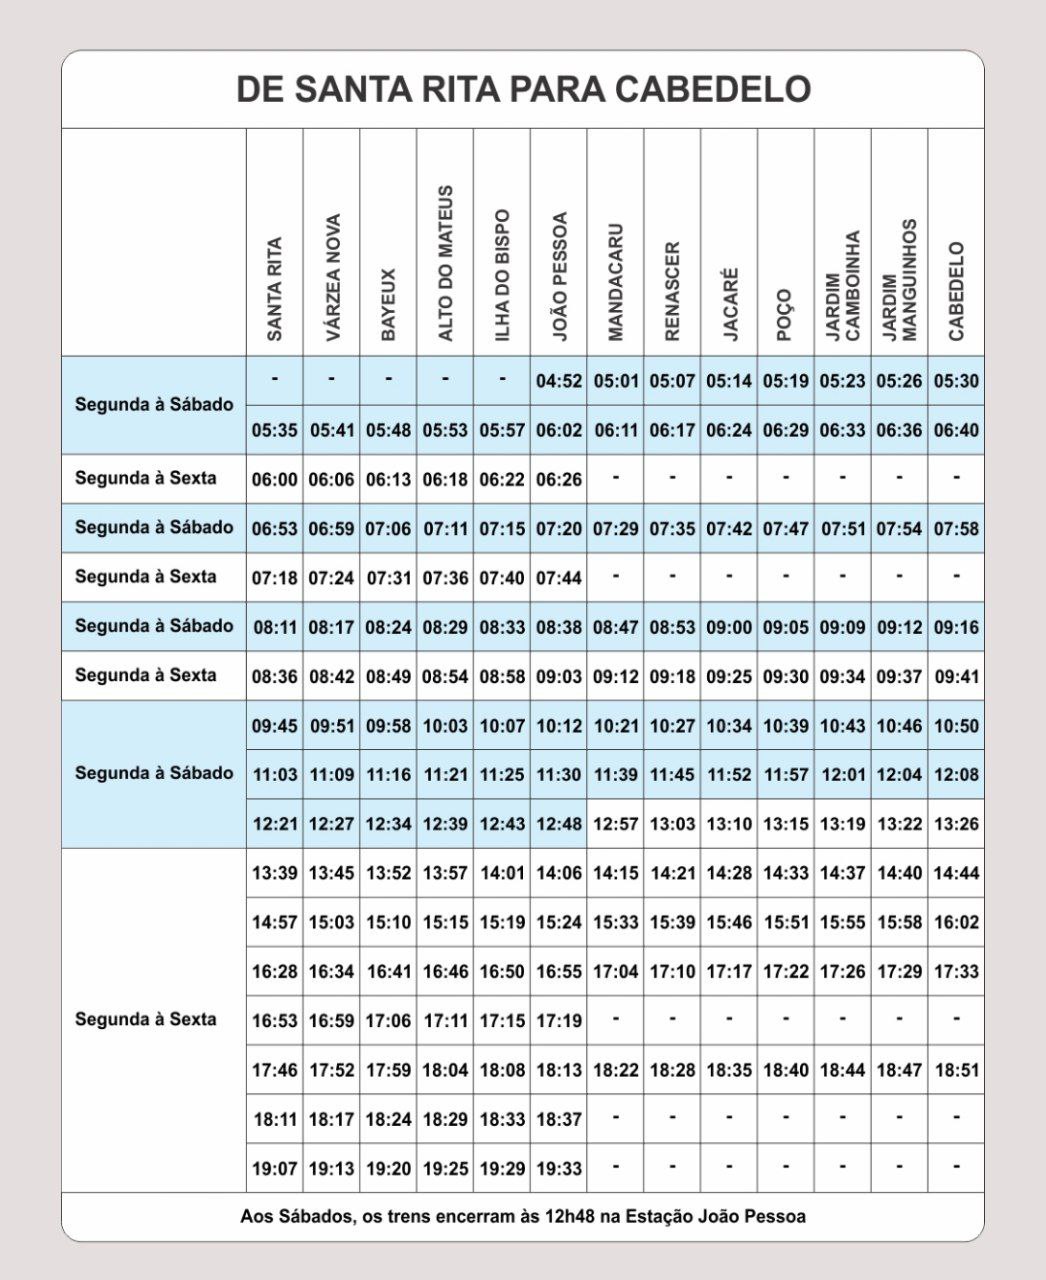 DE SANTA RITA PARA CABEDELO
SANTA RITA
VÁRZEA NOVA
BAYEUX
ALTO DO MATEUS
ILHA DO BISPO
JOÃO PESSOA
MANDACARU
RENASCER
JACARÉ
POÇO
JARDIM
CAMBOINHA
JARDIM
MANGUINHOS
CABEDELO
Segunda à Sábado
- - - - - 04:52 05:01 05:07 05:14 05:19 05:23 05:26 05:30
05:35 05:41 05:48 05:53 05:57 06:02 06:11 06:17 06:24 06:29 06:33 06:36 06:40
Segunda à Sexta 06:00 06:06 06:13 06:18 06:22 06:26 - - - - - - -
Segunda à Sábado 06:53 06:59 07:06 07:11 07:15 07:20 07:29 07:35 07:42 07:47 07:51 07:54 07:58
Segunda à Sexta 07:18 07:24 07:31 07:36 07:40 07:44 - - - - - - -
Segunda à Sábado 08:11 08:17 08:24 08:29 08:33 08:38 08:47 08:53 09:00 09:05 09:09 09:12 09:16
Segunda à Sexta 08:36 08:42 08:49 08:54 08:58 09:03 09:12 09:18 09:25 09:30 09:34 09:37 09:41
Segunda à Sábado
09:45 09:51 09:58 10:03 10:07 10:12 10:21 10:27 10:34 10:39 10:43 10:46 10:50
11:03 11:09 11:16 11:21 11:25 11:30 11:39 11:45 11:52 11:57 12:01 12:04 12:08
12:21 12:27 12:34 12:39 12:43 12:48 12:57 13:03 13:10 13:15 13:19 13:22 13:26
Segunda à Sexta
13:39 13:45 13:52 13:57 14:01 14:06 14:15 14:21 14:28 14:33 14:37 14:40 14:44
14:57 15:03 15:10 15:15 15:19 15:24 15:33 15:39 15:46 15:51 15:55 15:58 16:02
16:28 16:34 16:41 16:46 16:50 16:55 17:04 17:10 17:17 17:22 17:26 17:29 17:33
16:53 16:59 17:06 17:11 17:15 17:19 - - - - - - -
17:46 17:52 17:59 18:04 18:08 18:13 18:22 18:28 18:35 18:40 18:44 18:47 18:51
18:11 18:17 18:24 18:29 18:33 18:37 - - - - - - -
19:07 19:13 19:20 19:25 19:29 19:33 - - - - - - -
Aos Sábados, os trens encerram às 12h48 na Estação João Pessoa